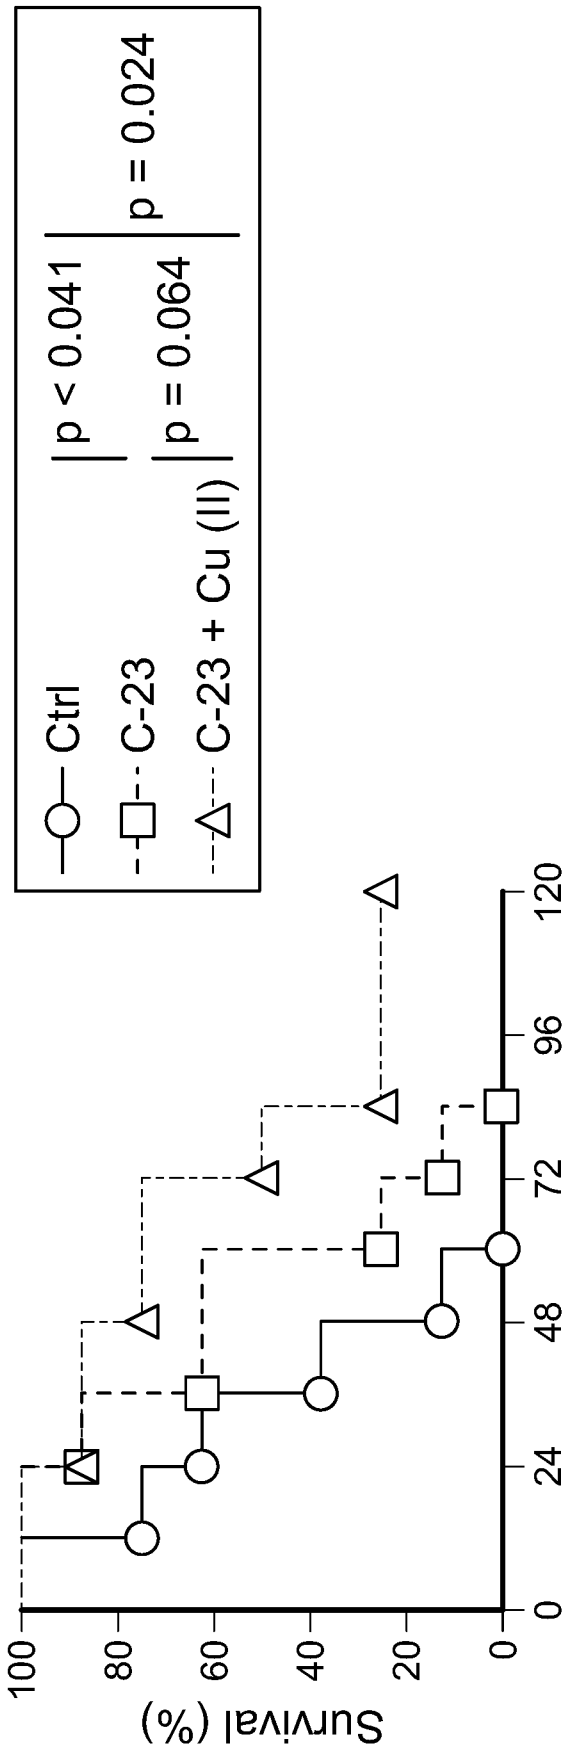 Ctrl
C-23
C-23 + Cu (II)
p < 0.041
p = 0.064
p = 0.024
Survival (%)
100
80
60
40
20
0
0 24 48 72 96 120